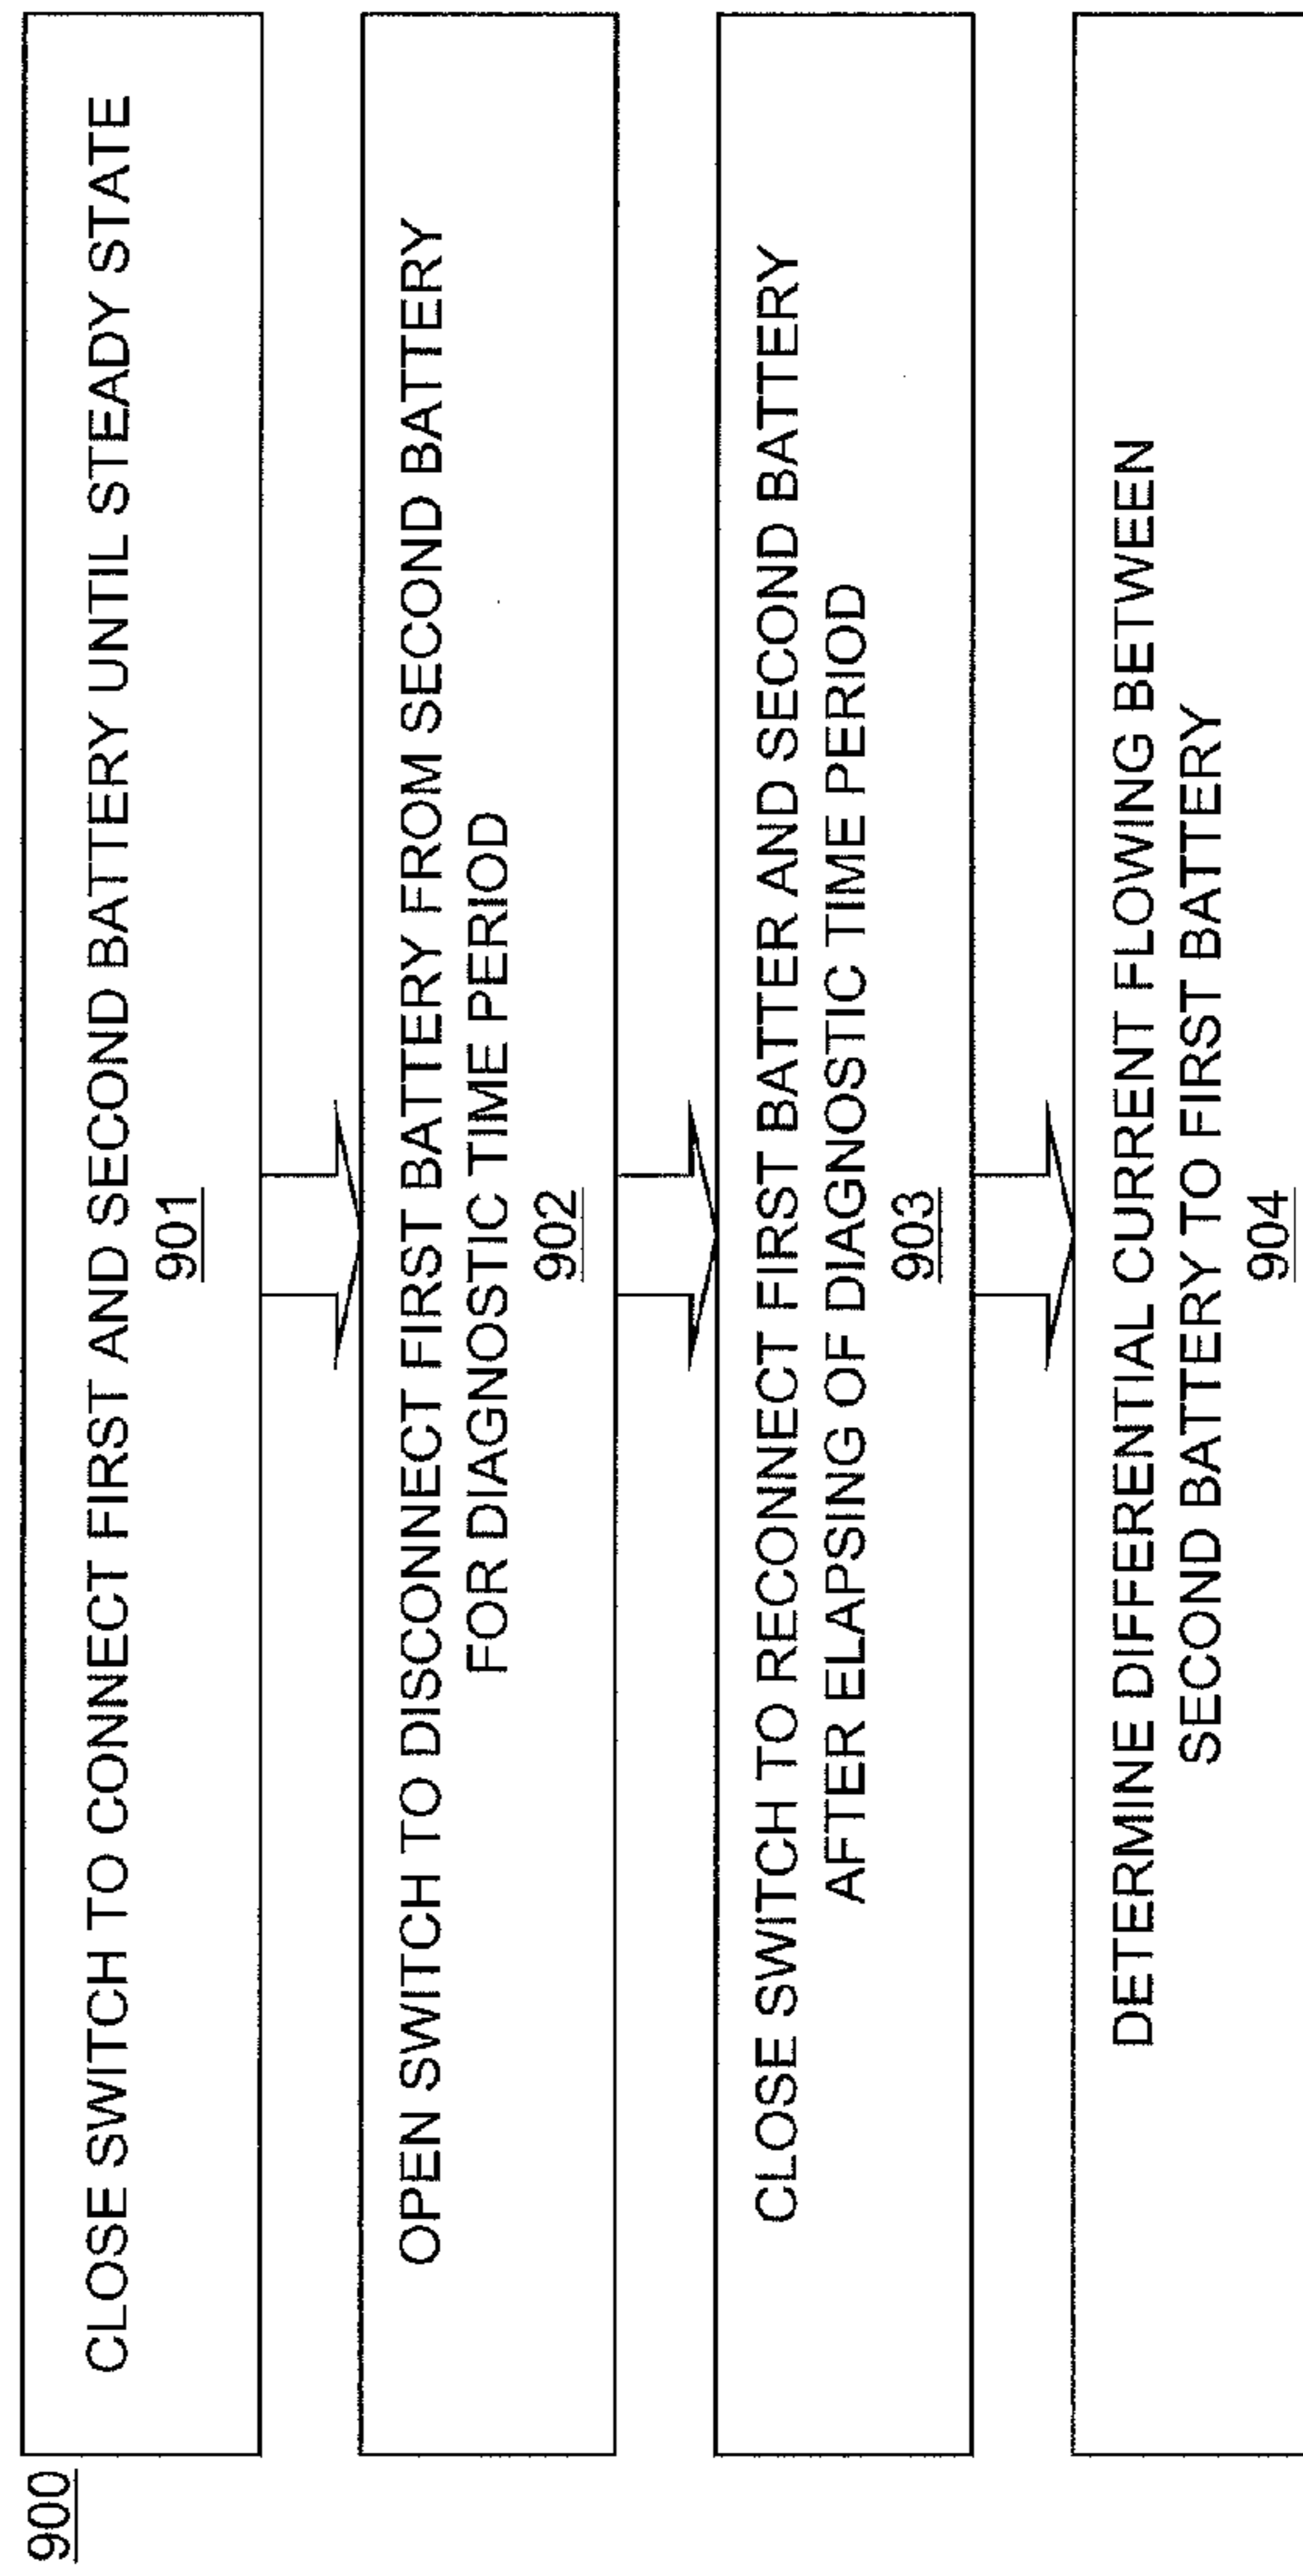 900
CLOSE SWITCH TO CONNECT FIRST AND SECOND BATTERY UNTIL STEADY STATE
901
OPEN SWITCH TO DISCONNECT FIRST BATTERY FROM SECOND BATTERY
FOR DIAGNOSTIC TIME PERIOD
902
CLOSE SWITCH TO RECONNECT FIRST BATTER AND SECOND BATTERY
AFTER ELAPSING OF DIAGNOSTIC TIME PERIOD
903
DETERMINE DIFFERENTIAL CURRENT FLOWING BETWEEN
SECOND BATTERY TO FIRST BATTERY
904